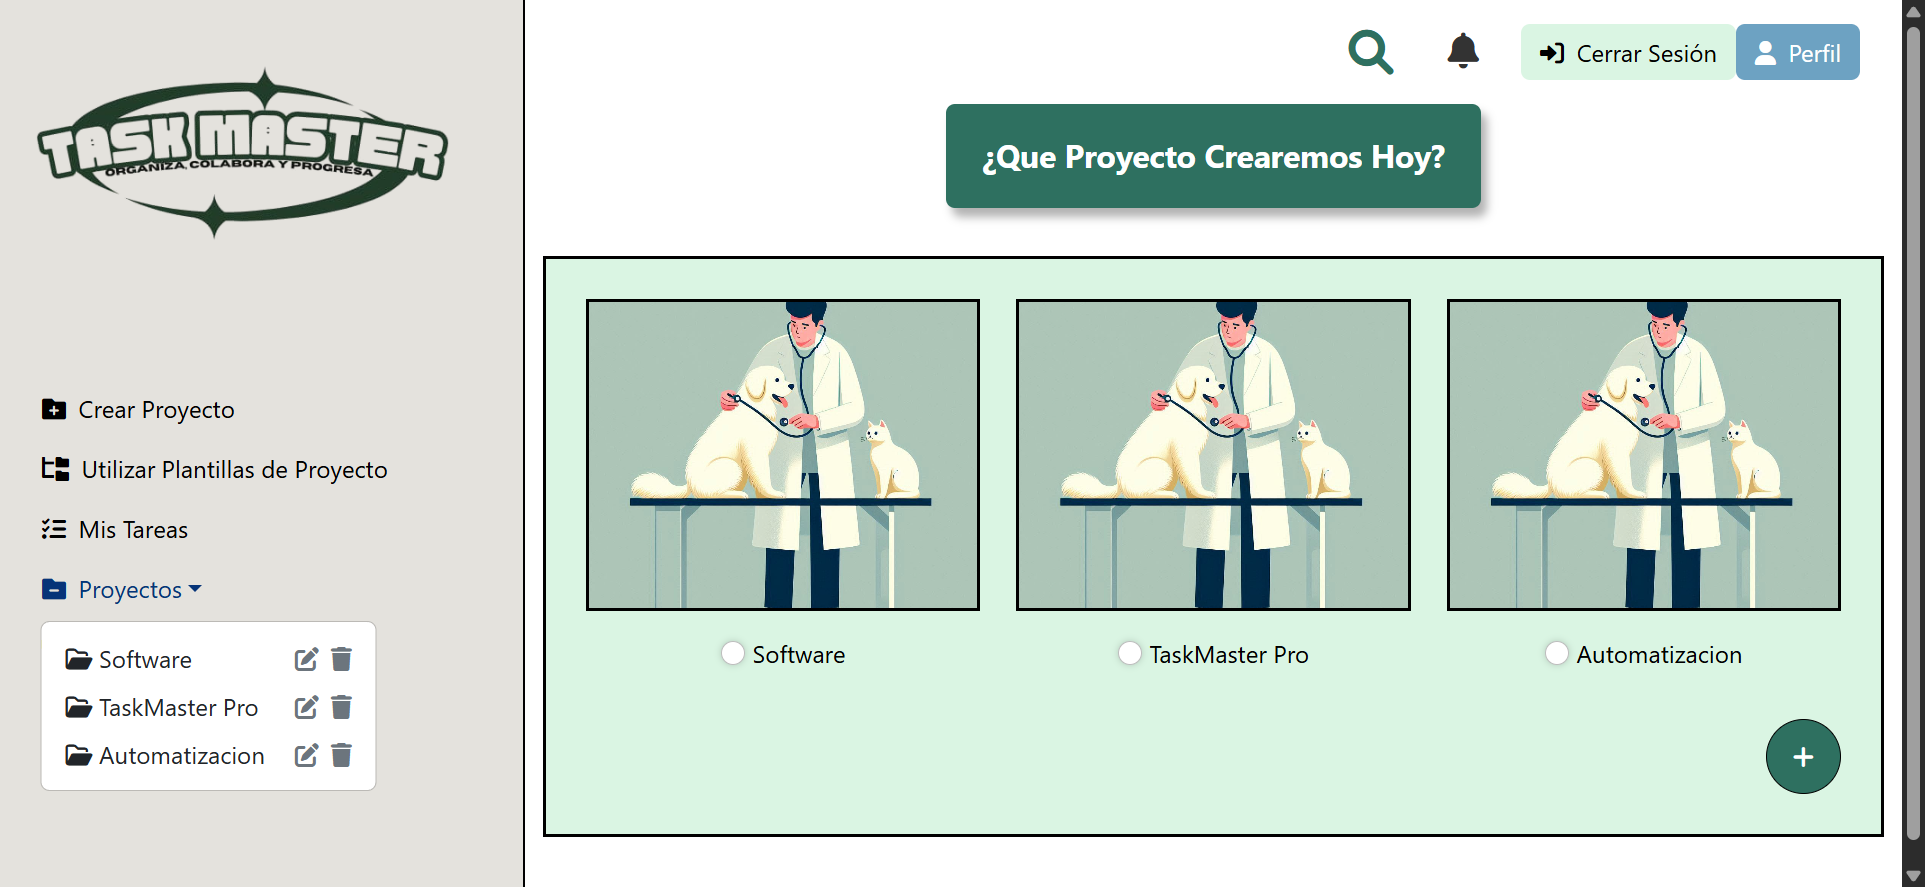 TASK MASTER
ORGANIZA, COLABORA Y PROGRESA
Crear Proyecto
Utilizar Plantillas de Proyecto
Mis Tareas
Proyectos
Software
TaskMaster Pro
Automatizacion
Cerrar Sesión
Perfil
¿Que Proyecto Crearemos Hoy?
Software
TaskMaster Pro
Automatizacion
+